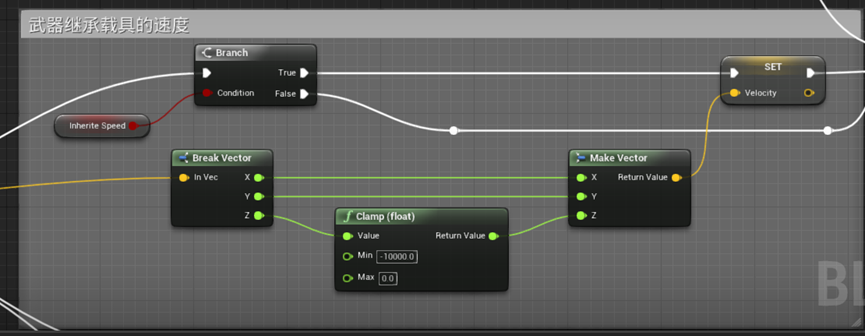 武器继承载具的速度
Branch
True
Condition
False
Inherite Speed
SET
Velocity
Break Vector
In Vec
X
Y
Z
Clamp (float)
Value
Return Value
Min -10000.0
Max 0.0
Make Vector
X
Return Value
Y
Z
BL